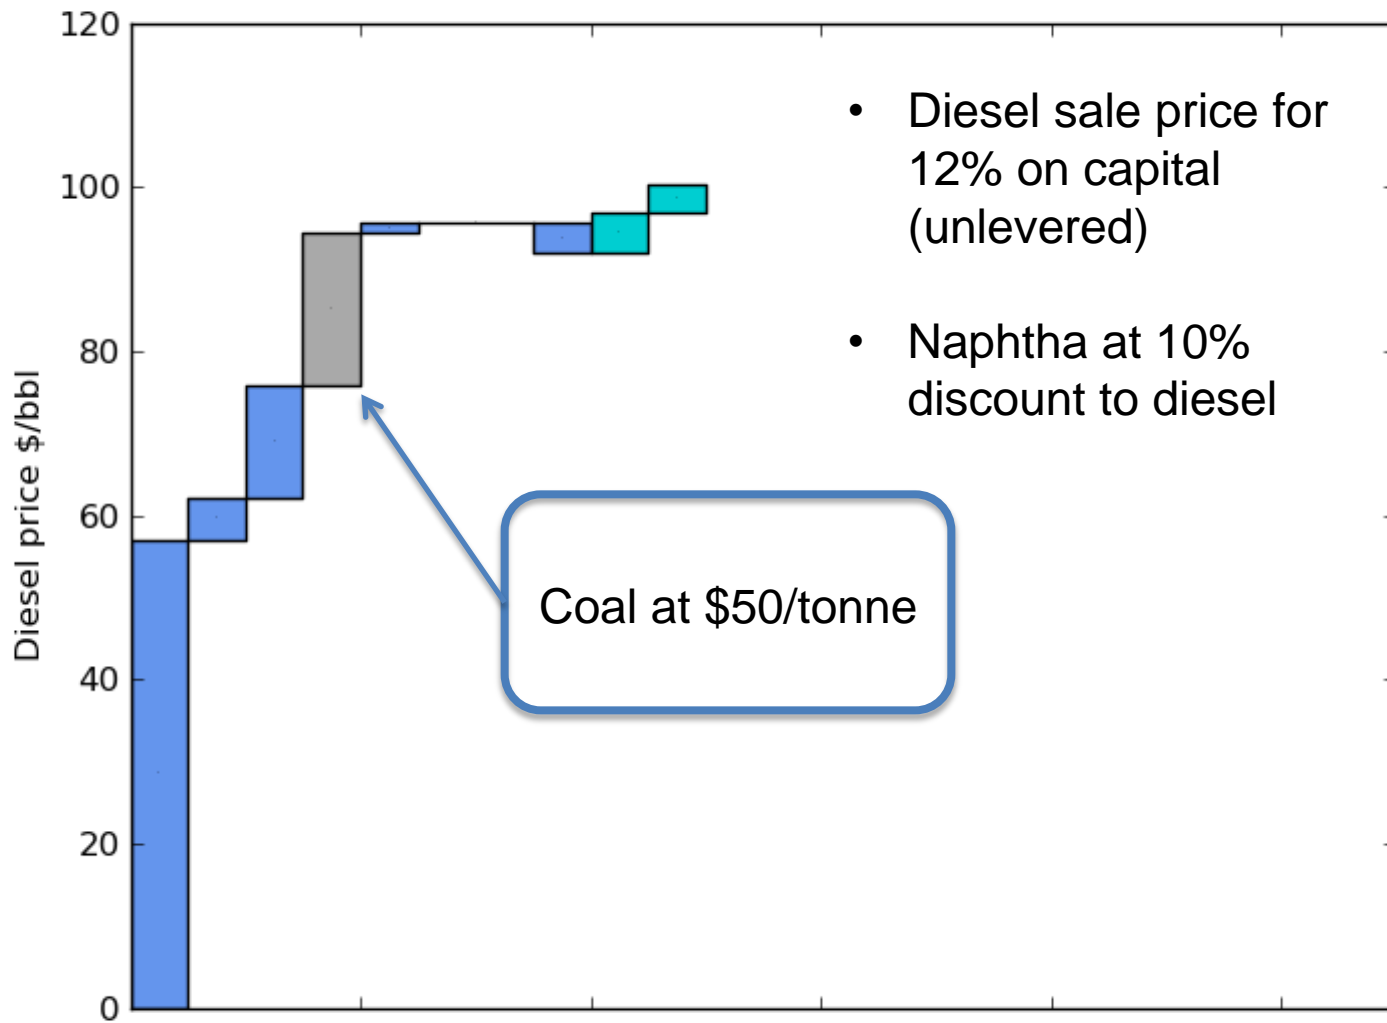 120
100
80
60
40
20
0
Diesel price $/bbl
• Diesel sale price for
12% on capital
(unlevered)
• Naphtha at 10%
discount to diesel
Coal at $50/tonne